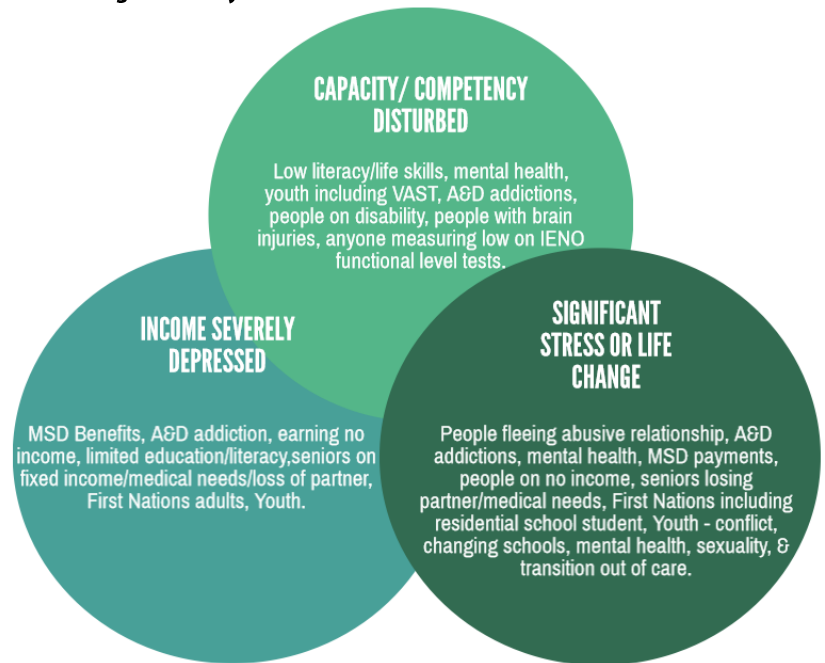 CAPACITY/ COMPETENCY
DISTURBED
Low literacy/life skills, mental health,
youth including VAST, A&D addictions,
people on disability, people with brain
injuries, anyone measuring low on IENO
functional level tests.
INCOME SEVERELY
DEPRESSED
MSD Benefits, A&D addiction, earning no
income, limited education/literacy,seniors on
fixed income/medical needs/loss of partner,
First Nations adults, Youth.
SIGNIFICANT
STRESS OR LIFE
CHANGE
People fleeing abusive relationship, A&D
addictions, mental health, MSD payments,
people on no income, seniors losing
partner/medical needs, First Nations including
residential school student, Youth - conflict,
changing schools, mental health, sexuality, &
transition out of care.